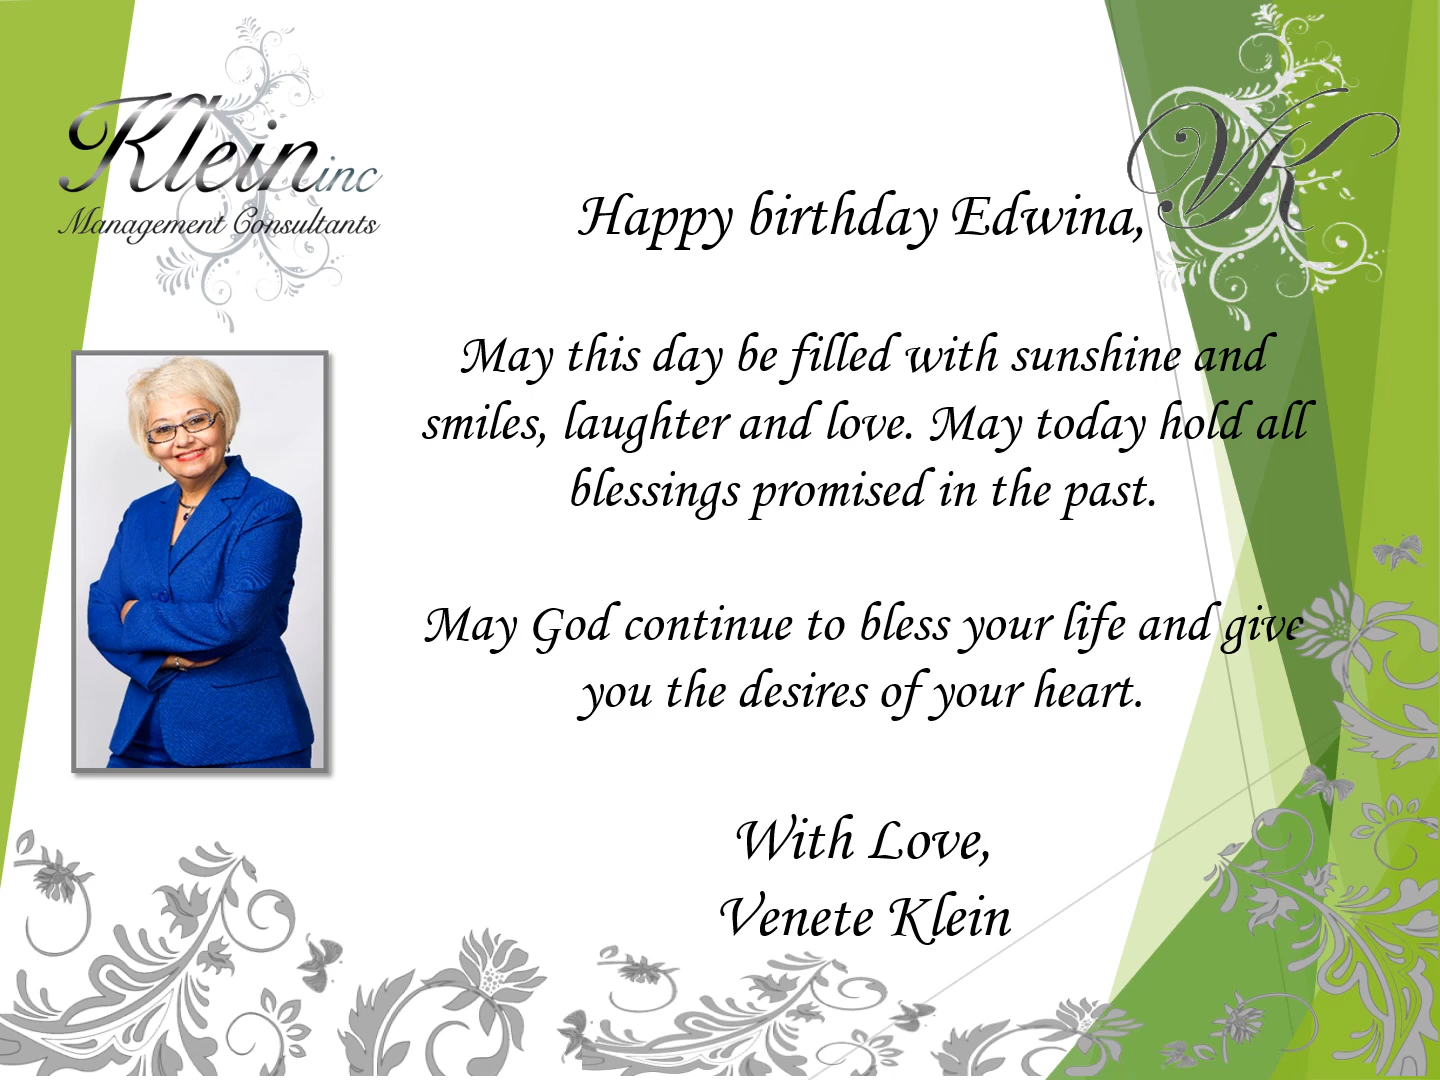 Klein inc
Management Consultants
VK
Happy birthday Edwina,
May this day be filled with sunshine and
smiles, laughter and love. May today hold all
blessings promised in the past.
May God continue to bless your life and give
you the desires of your heart.
With Love,
Venete Klein